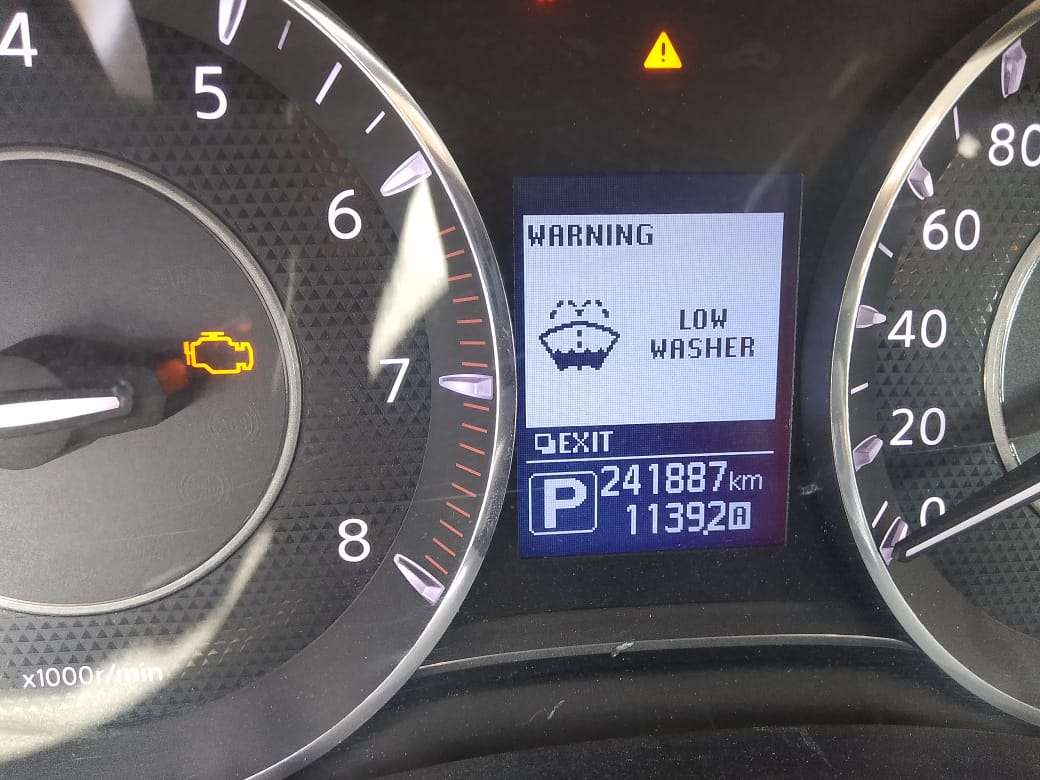 4
5
6
7
8
x1000r/min
WARNING
LOW
WASHER
EXIT
P 241887km
1139.2 A
80
60
40
20
0